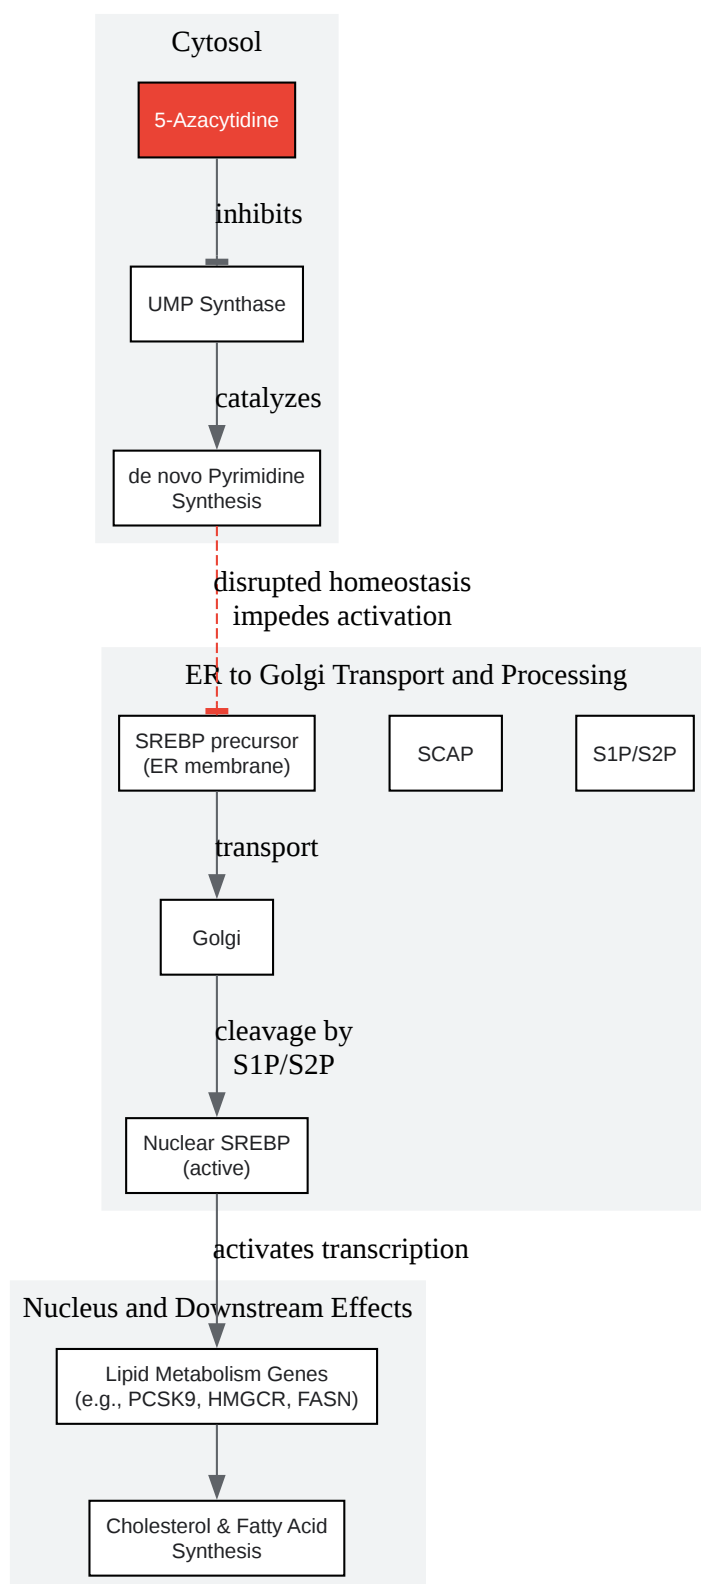 Cytosol
5-Azacytidine
inhibits
UMP Synthase
catalyzes
de novo Pyrimidine
Synthesis
disrupted homeostasis
impedes activation
ER to Golgi Transport and Processing
SREBP precursor
(ER membrane)
SCAP
S1P/S2P
transport
Golgi
cleavage by
S1P/S2P
Nuclear SREBP
(active)
activates transcription
Nucleus and Downstream Effects
Lipid Metabolism Genes
(e.g., PCSK9, HMGCR, FASN)
Cholesterol & Fatty Acid
Synthesis